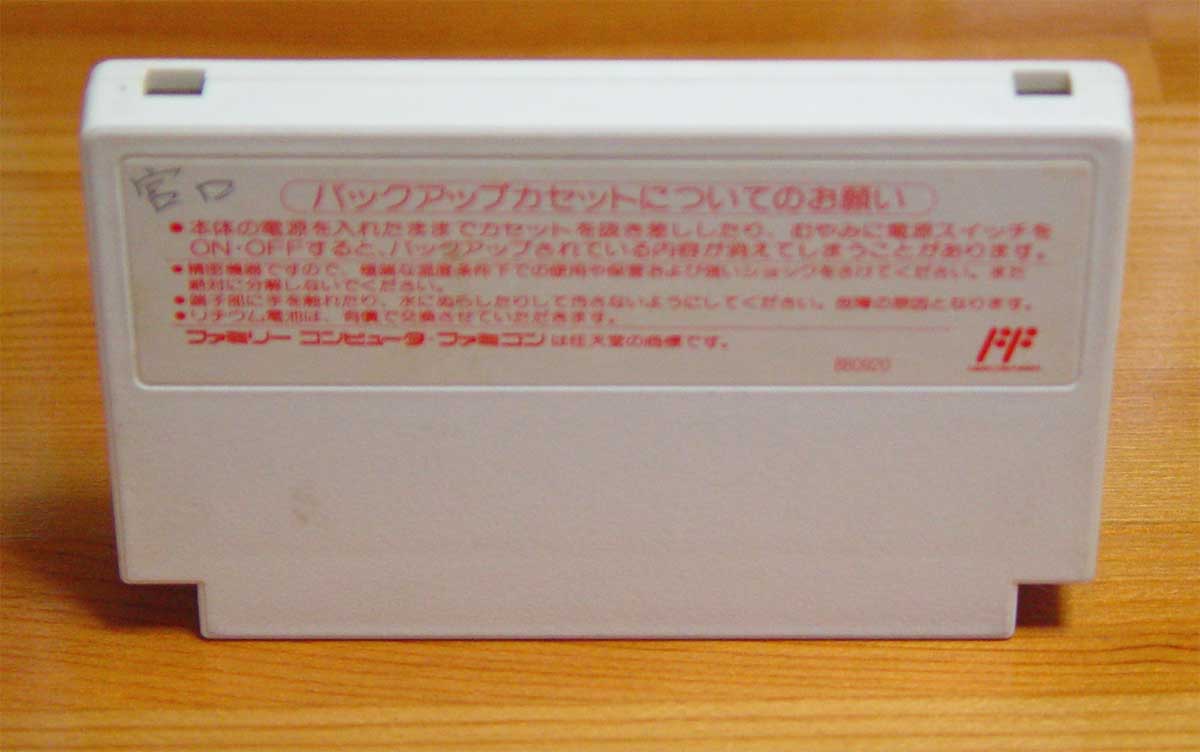 宮口
バックアップカセットについてのお願い
●本体の電源を入れたままでカセットを抜き差ししたり、むやみに電源スイッチを
ON・OFFすると、バックアップされている内容が消えてしまうことがあります。
●精密機器ですので、極端な温度条件下での使用や保管および強いショックをさけてください。また
絶対に分解しないでください。
●端子部に手を触れたり、水にぬらしたりして汚さないようにしてください。故障の原因となります。
●リチウム電池は、有償で交換させていただきます。
ファミリー コンピュータ・ファミコンは任天堂の商標です。
FF
880920